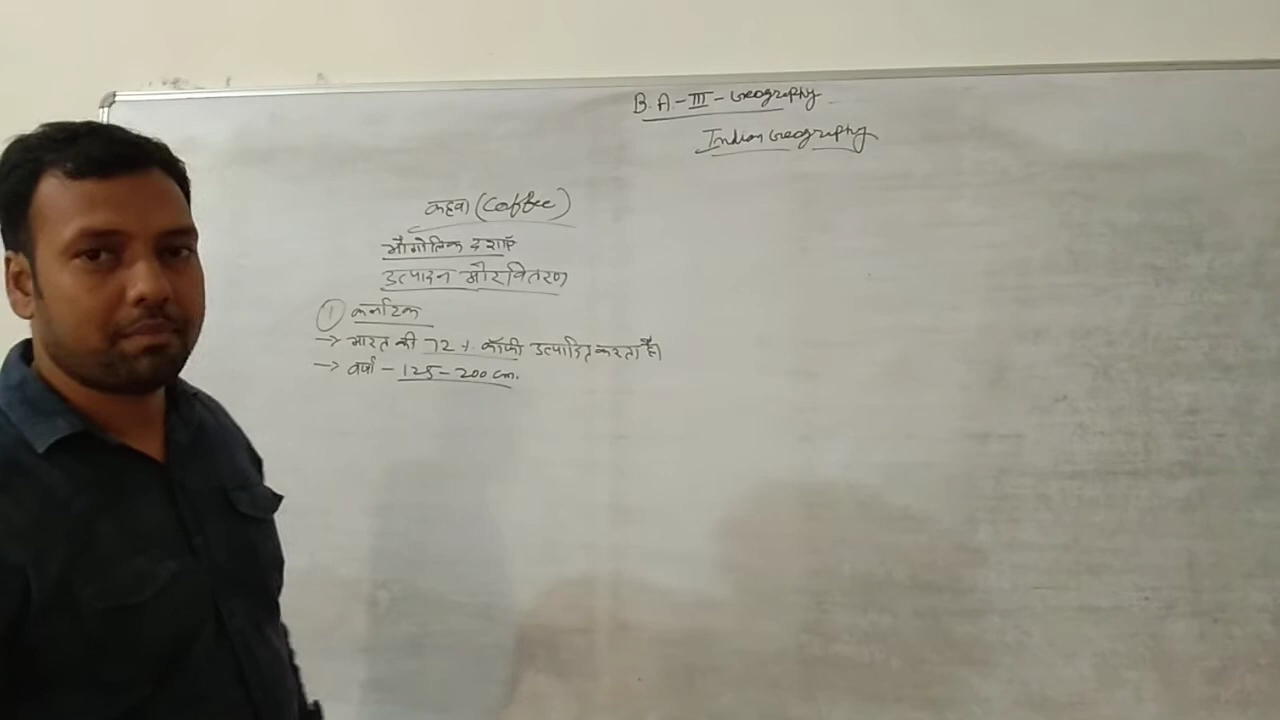 B.A-III-Geography
Indian Geography
कहवा (Coffee)
भौगोलिक दशाएँ
उत्पादन और वितरण
① कर्नाटक
→ भारत की 72% कॉफी उत्पादित करता है।
→ वर्षा - 125-200 cm.